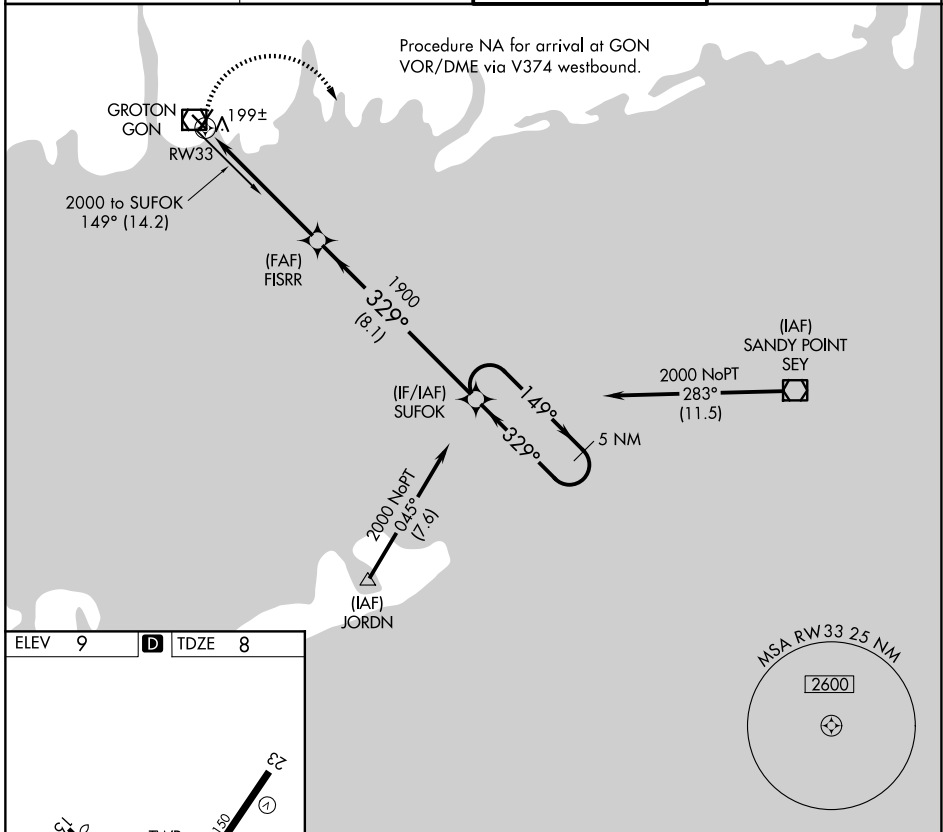 Procedure NA for arrival at GON
VOR/DME via V374 westbound.
GROTON
GON
199±
RW33
2000 to SUFOK
149° (14.2)
(FAF)
FISRR
1900
329°
(8.1)
(IAF)
SANDY POINT
SEY
2000 NoPT
283°
(11.5)
(IF/IAF)
SUFOK
149°
329°
5 NM
2000 NoPT
045°
(7.6)
(IAF)
JORDN
ELEV 9 D TDZE 8
MSA RW33 25 NM
2600
23
V
150
15